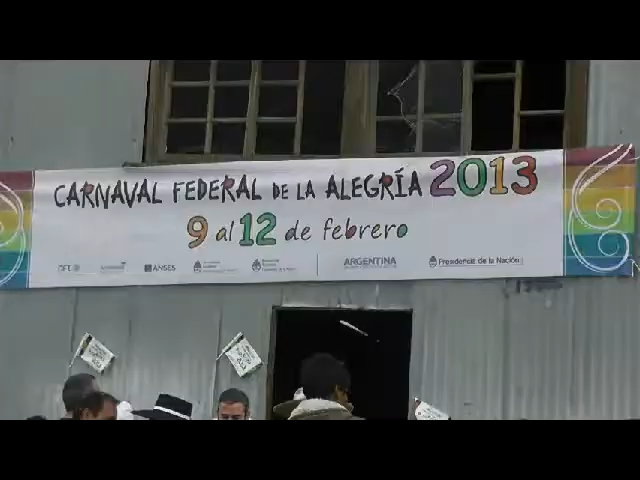 CARNAVAL FEDERAL DE LA ALEGRÍA 2013
9 al 12 de febrero
ANSES ARGENTINA Presidencia de la Nación